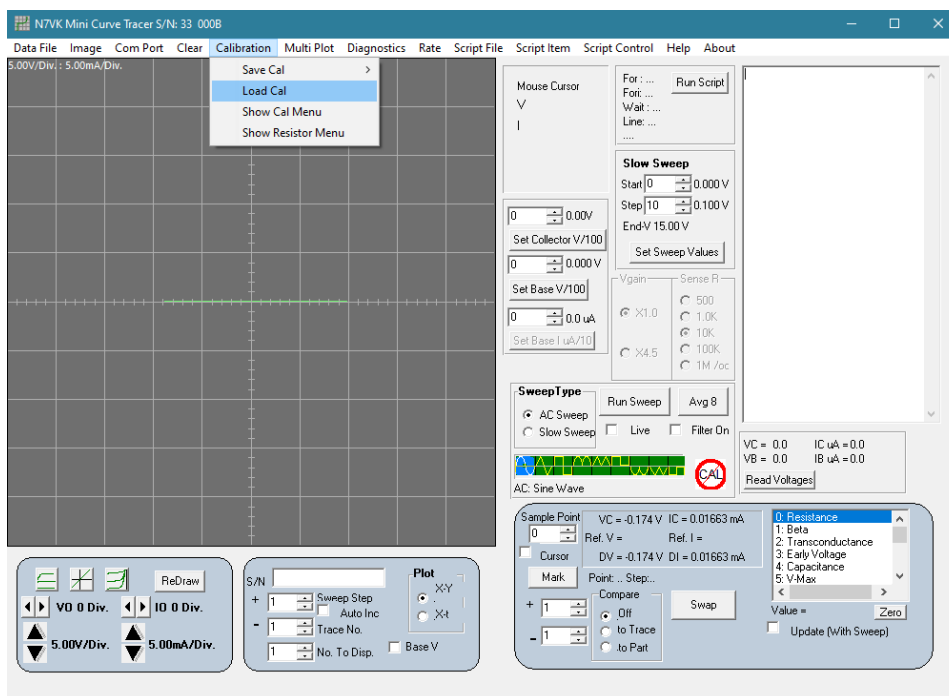 N7VK Mini Curve Tracer S/N: 33 000B
Data File Image Com Port Clear Calibration Multi Plot Diagnostics Rate Script File Script Item Script Control Help About
5.00V/Div. : 5.00mA/Div.
Save Cal
Load Cal
Show Cal Menu
Show Resistor Menu
Mouse Cursor
V
I
For : ...
Fori: ...
Wait : ...
Line: ...
....
Run Script
Slow Sweep
Start 0 0.000 V
Step 10 0.100 V
End-V 15.00 V
Set Sweep Values
0 0.00V
Set Collector V/100
0 0.000 V
Set Base V/100
0 0.0 uA
Set Base I uA/10
Vgain
X1.0
X4.5
Sense R
500
1.0K
10K
100K
1M /oc
SweepType
AC Sweep
Slow Sweep
Run Sweep
Avg 8
Live
Filter On
AC: Sine Wave
CAL
VC = 0.0 IC uA =0.0
VB = 0.0 IB uA =0.0
Read Voltages
ReDraw
VO 0 Div. IO 0 Div.
5.00V/Div. 5.00mA/Div.
S/N
+ 1 Sweep Step
Auto Inc
- 1 Trace No.
1 No. To Disp.
Plot
X-Y
X-t
Base V
Sample Point
0
Cursor
VC = -0.174 V IC = 0.01663 mA
Ref. V = Ref. I =
DV = -0.174 V DI = 0.01663 mA
Mark
Point: .. Step:..
+ 1
- 1
Compare
Off
to Trace
.to Part
Swap
0: Resistance
1: Beta
2: Transconductance
3: Early Voltage
4: Capacitance
5: V-Max
Value =
Zero
Update (With Sweep)